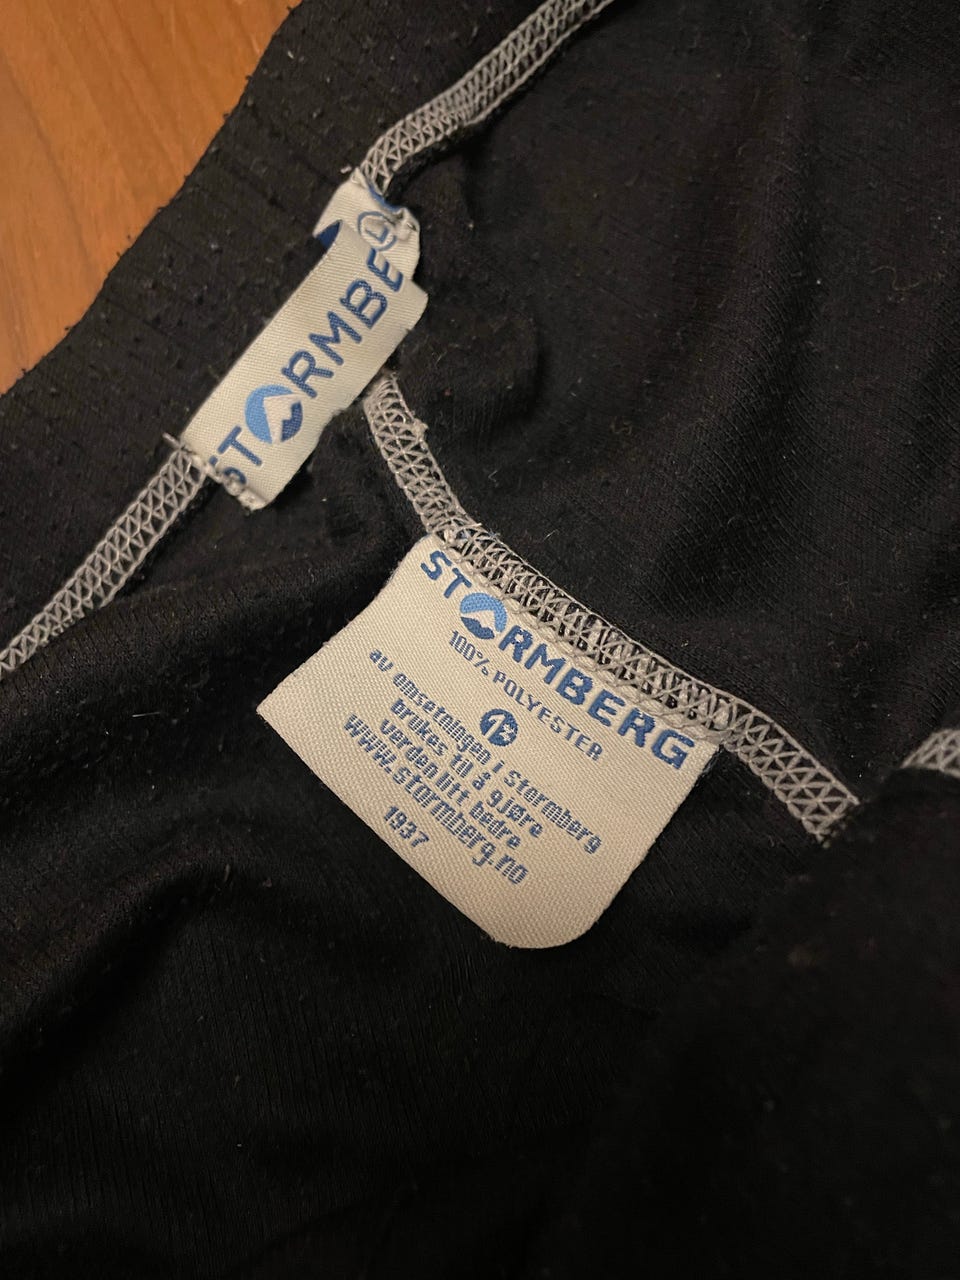 L
STORMBE
STORMBERG
100% POLYESTER
1%
av omsetningen i Stormberg
brukes til å gjøre
verden litt bedre
www.stormberg.no
1937